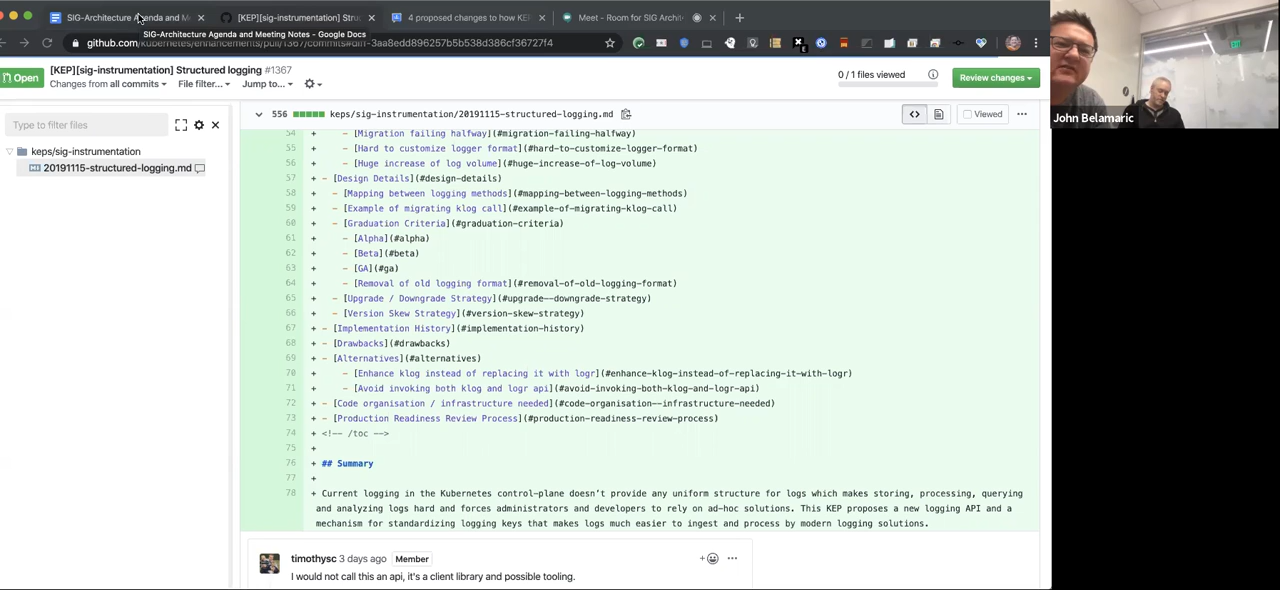 SIG-Architecture Agenda and M
[KEP][sig-instrumentation] Stru
4 proposed changes to how KEP
Meet - Room for SIG Archit
SIG-Architecture Agenda and Meeting Notes - Google Docs
github.com/kubernetes/enhancements/pull/1367/commits#diff-3aa8edd896257b5b538d386cf36727f4
Open
[KEP][sig-instrumentation] Structured logging #1367
Changes from all commits
File filter...
Jump to...
0 / 1 files viewed
Review changes
Type to filter files
keps/sig-instrumentation
20191115-structured-logging.md
556
keps/sig-instrumentation/20191115-structured-logging.md
Viewed
54 + - [Migration failing halfway](#migration-failing-halfway)
55 + - [Hard to customize logger format](#hard-to-customize-logger-format)
56 + - [Huge increase of log volume](#huge-increase-of-log-volume)
57 + - [Design Details](#design-details)
58 + - [Mapping between logging methods](#mapping-between-logging-methods)
59 + - [Example of migrating klog call](#example-of-migrating-klog-call)
60 + - [Graduation Criteria](#graduation-criteria)
61 + - [Alpha](#alpha)
62 + - [Beta](#beta)
63 + - [GA](#ga)
64 + - [Removal of old logging format](#removal-of-old-logging-format)
65 + - [Upgrade / Downgrade Strategy](#upgrade--downgrade-strategy)
66 + - [Version Skew Strategy](#version-skew-strategy)
67 + - [Implementation History](#implementation-history)
68 + - [Drawbacks](#drawbacks)
69 + - [Alternatives](#alternatives)
70 + - [Enhance klog instead of replacing it with logr](#enhance-klog-instead-of-replacing-it-with-logr)
71 + - [Avoid invoking both klog and logr api](#avoid-invoking-both-klog-and-logr-api)
72 + - [Code organisation / infrastructure needed](#code-organisation--infrastructure-needed)
73 + - [Production Readiness Review Process](#production-readiness-review-process)
74 + <!-- /toc -->
75 +
76 + ## Summary
77 +
78 + Current logging in the Kubernetes control-plane doesn't provide any uniform structure for logs which makes storing, processing, querying
and analyzing logs hard and forces administrators and developers to rely on ad-hoc solutions. This KEP proposes a new logging API and a
mechanism for standardizing logging keys that makes logs much easier to ingest and process by modern logging solutions.
timothysc 3 days ago Member
I would not call this an api, it's a client library and possible tooling.
John Belamaric